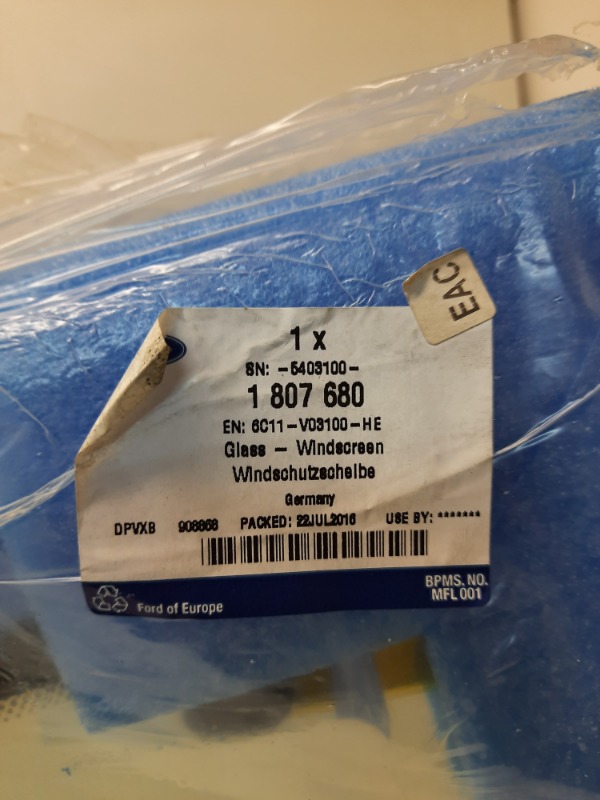 EAC
1 x
SN: -5403100-
1 807 680
EN: 6C11-V03100-HE
Glass - Windscreen
Windschutzscheibe
Germany
DPVXB 908868 PACKED: 22JUL2016 USE BY: *******
BPMS. NO.
Ford of Europe MFL 001